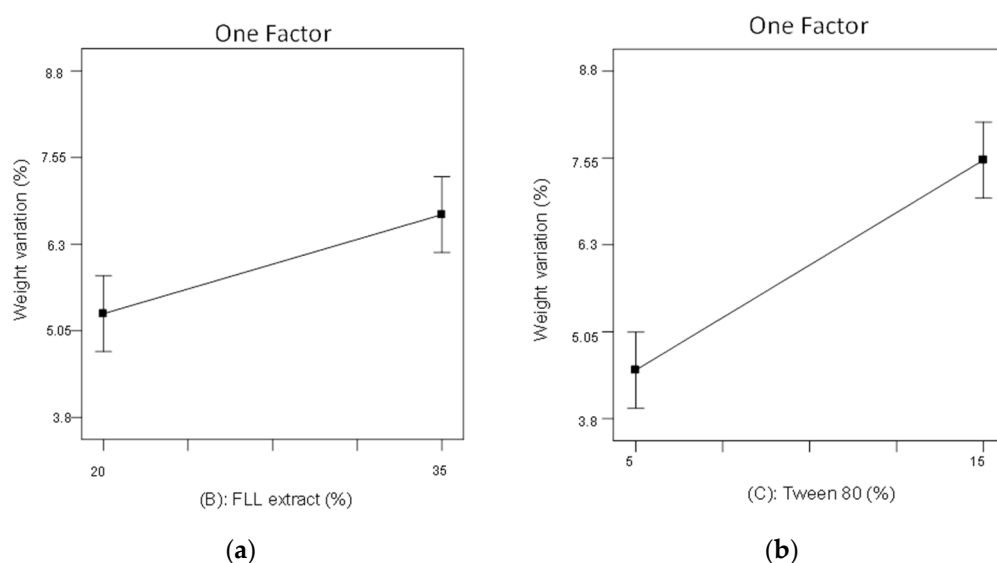 One Factor
8.8
7.55
6.3
5.05
3.8
Weight variation (%)
20
35
(B): FLL extract (%)
(a)
One Factor
8.8
7.55
6.3
5.05
3.8
Weight variation (%)
5
15
(C): Tween 80 (%)
(b)